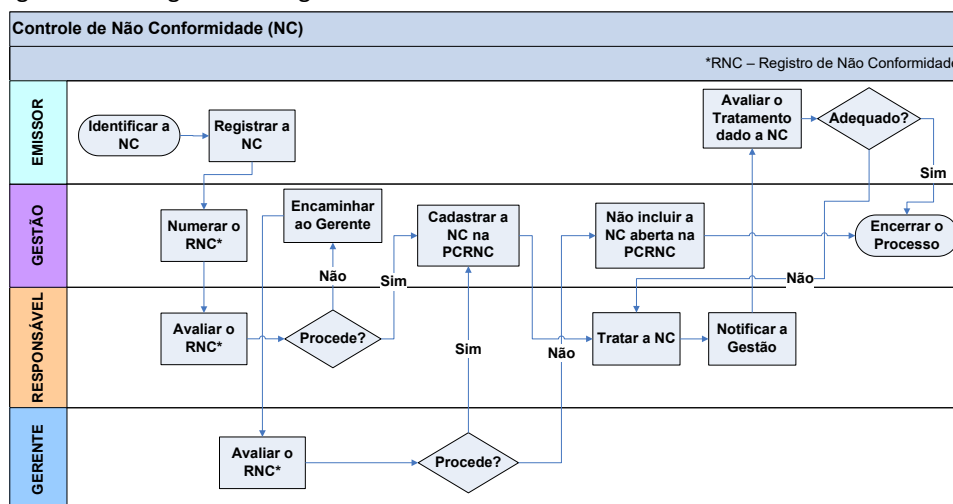 Controle de Não Conformidade (NC)
*RNC – Registro de Não Conformidade
EMISSOR
Identificar a
NC
Registrar a
NC
Avaliar o
Tratamento
dado a NC
Adequado?
Sim
GESTÃO
Numerar o
RNC*
Encaminhar
ao Gerente
Não
Sim
Cadastrar a
NC na
PCRNC
Não incluir a
NC aberta na
PCRNC
Encerrar o
Processo
Não
RESPONSÁVEL
Avaliar o
RNC*
Procede?
Sim
Não
Tratar a NC
Notificar a
Gestão
GERENTE
Avaliar o
RNC*
Procede?